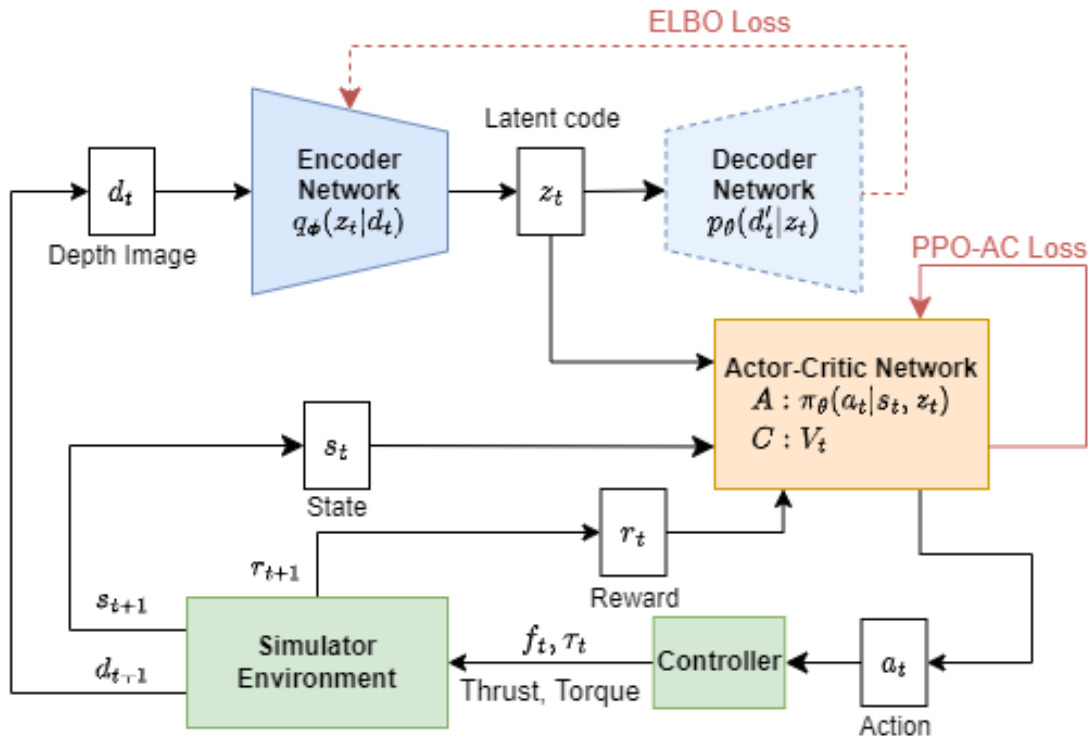 ELBO Loss
Latent code
Encoder
Network
q_ϕ(z_t|d_t)
Decoder
Network
p_θ(d′_t|z_t)
d_t
z_t
Depth Image
PPO-AC Loss
Actor-Critic Network
A : π_θ(a_t|s_t, z_t)
C : V_t
s_t
State
r_t
Reward
r_{t+1}
s_{t+1}
d_{t+1}
Simulator
Environment
f_t, τ_t
Thrust, Torque
Controller
a_t
Action